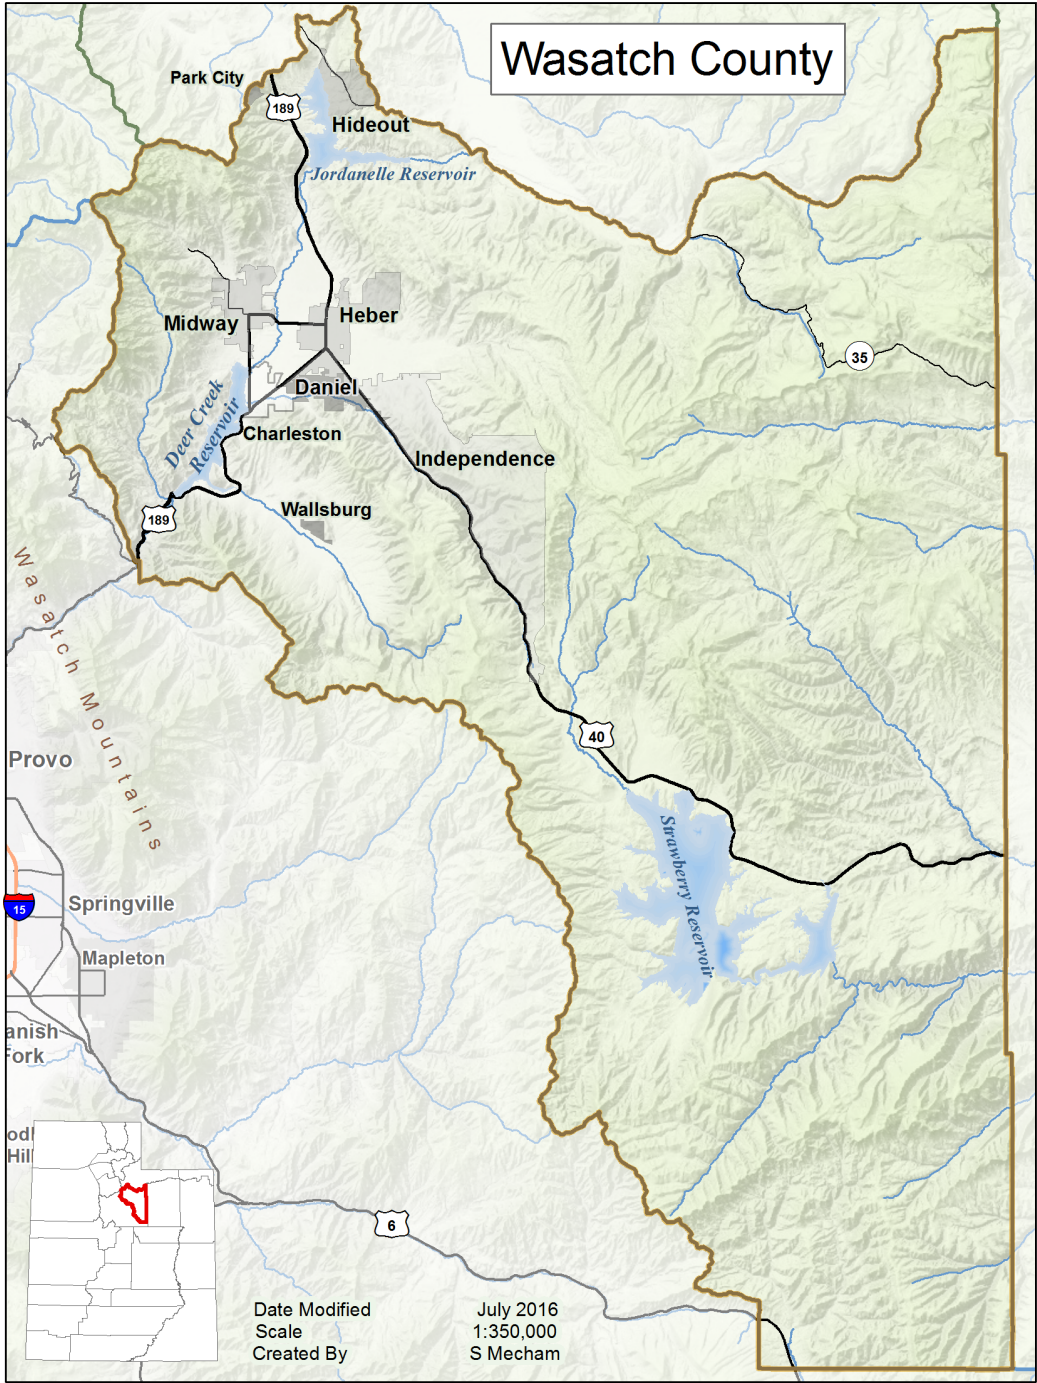 Wasatch County
Park City
189
Hideout
Jordanelle Reservoir
Heber
Midway
35
Daniel
Deer Creek
Reservoir
Charleston
Independence
Wallsburg
189
Wasatch Mountains
40
Provo
Strawberry Reservoir
15
Springville
Mapleton
anish
Fork
odl
Hill
6
Date Modified July 2016
Scale 1:350,000
Created By S Mecham